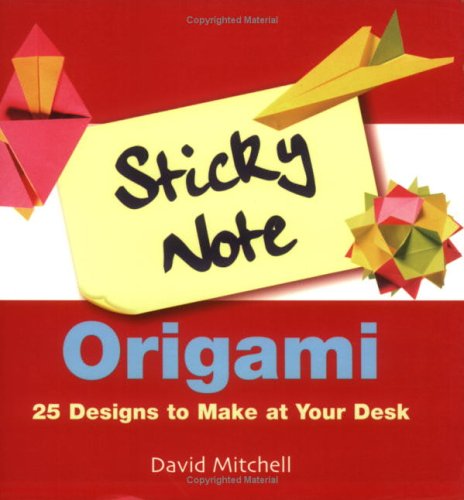 Copyrighted Material
Sticky
Note
Origami
25 Designs to Make at Your Desk
David Mitchell
Copyrighted Material